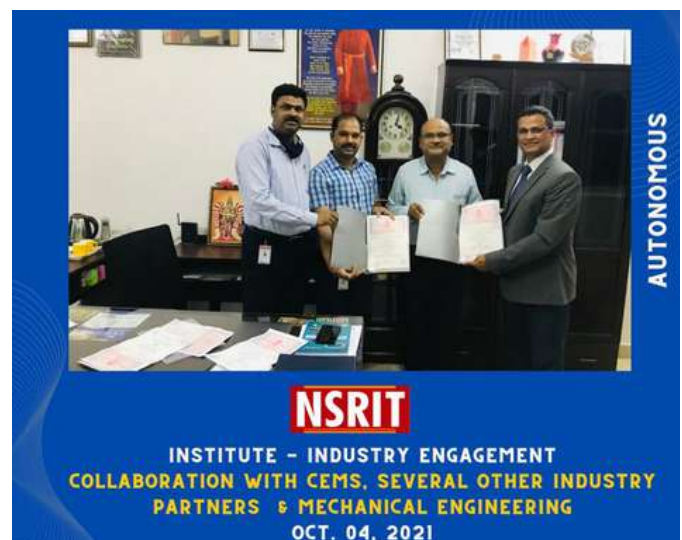 AUTONOMOUS
NSRIT
INSTITUTE - INDUSTRY ENGAGEMENT
COLLABORATION WITH CEMS, SEVERAL OTHER INDUSTRY
PARTNERS & MECHANICAL ENGINEERING
OCT. 04, 2021